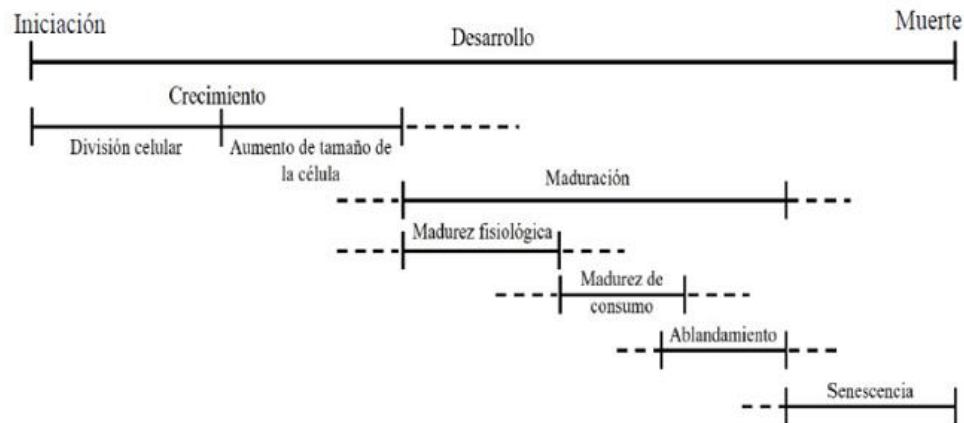 Iniciación
Muerte
Desarrollo
Crecimiento
División celular
Aumento de tamaño de
la célula
Maduración
Madurez fisiológica
Madurez de
consumo
Ablandamiento
Senescencia